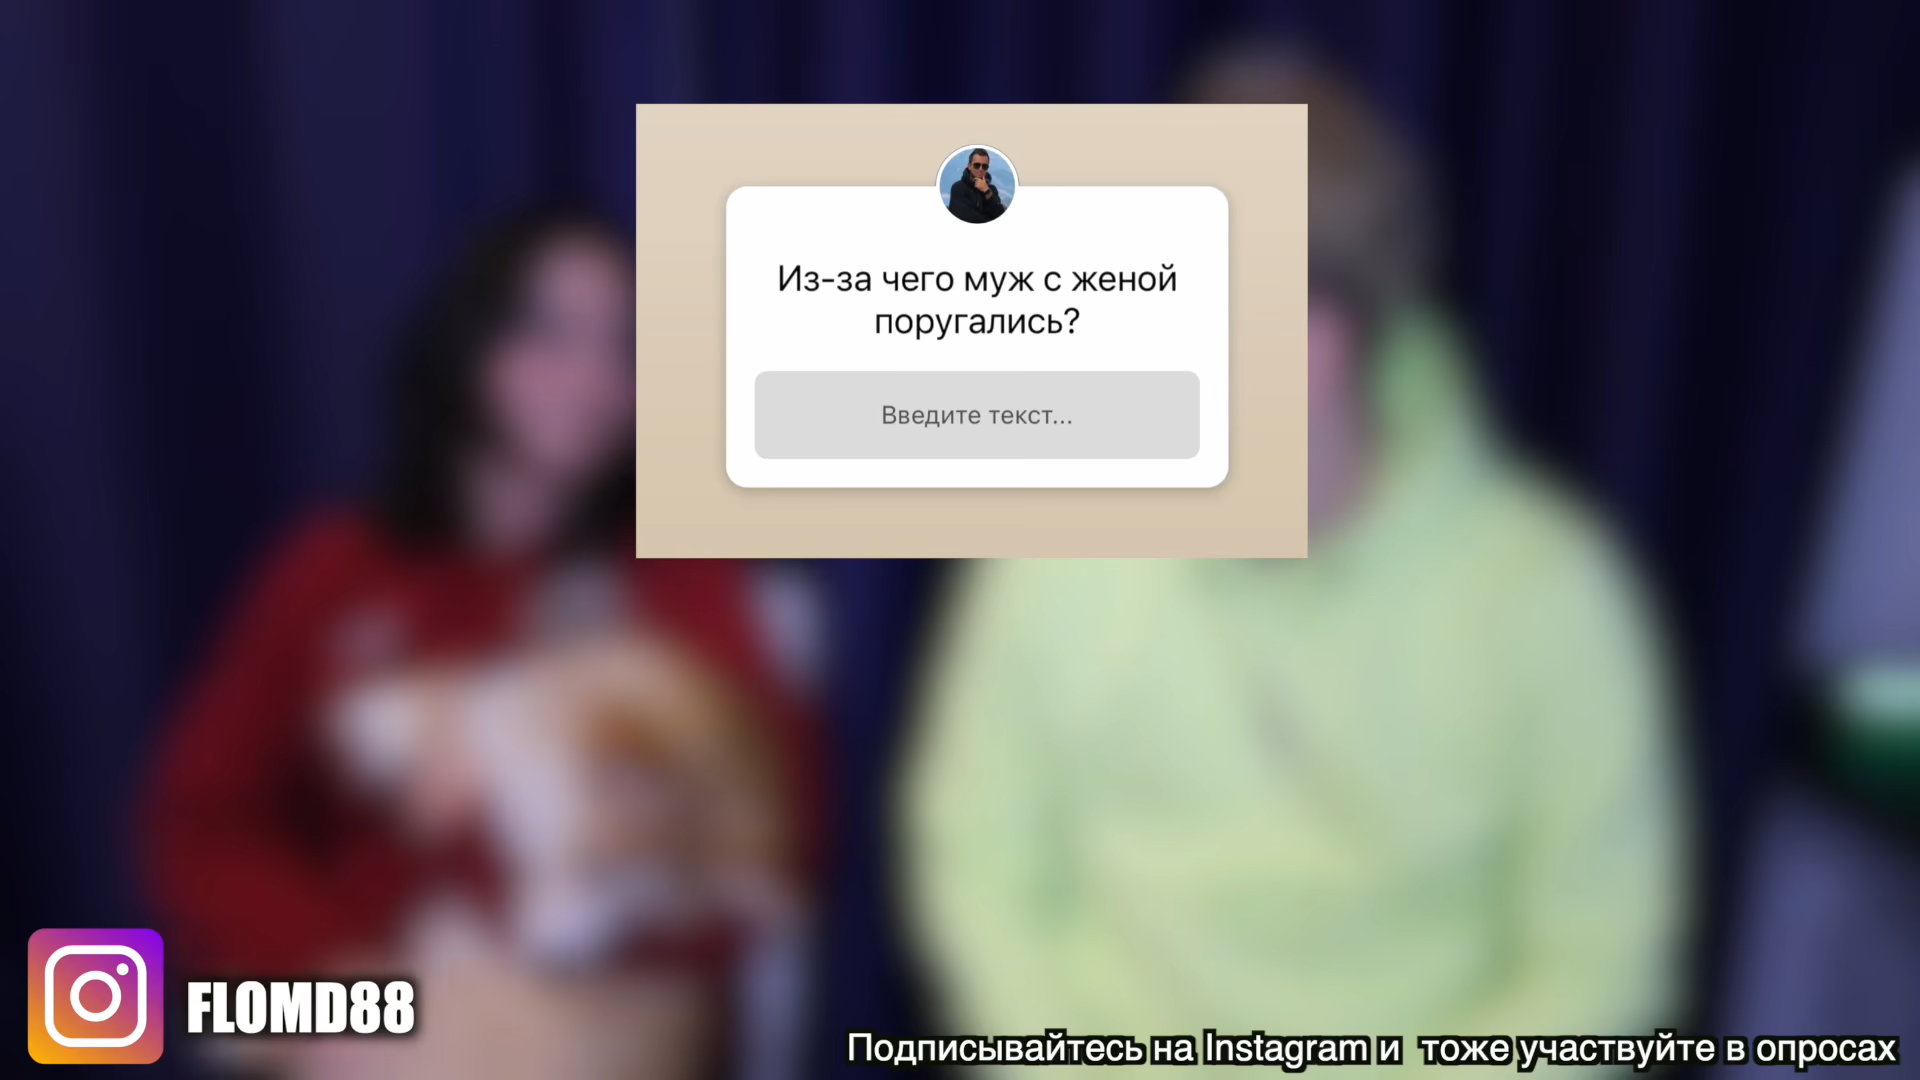 Из-за чего муж с женой
поругались?
Введите текст...
FLOMD88
Подписывайтесь на Instagram и тоже участвуйте в опросах